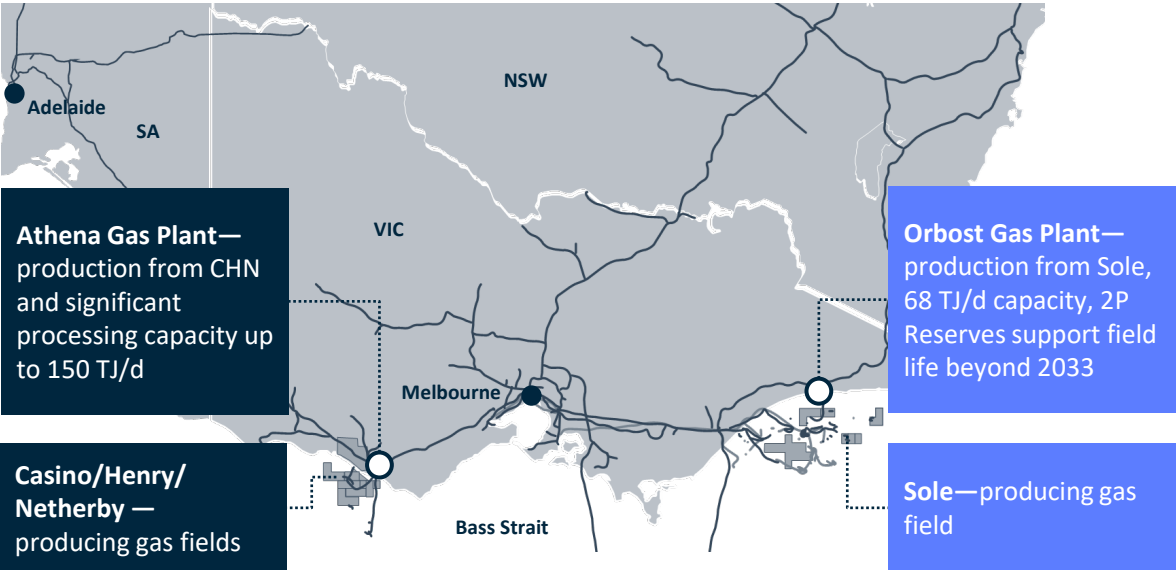 NSW
Adelaide
SA
VIC
Athena Gas Plant—
production from CHN
and significant
processing capacity up
to 150 TJ/d
Orbost Gas Plant—
production from Sole,
68 TJ/d capacity, 2P
Reserves support field
life beyond 2033
Melbourne
Casino/Henry/
Netherby —
producing gas fields
Bass Strait
Sole—producing gas
field